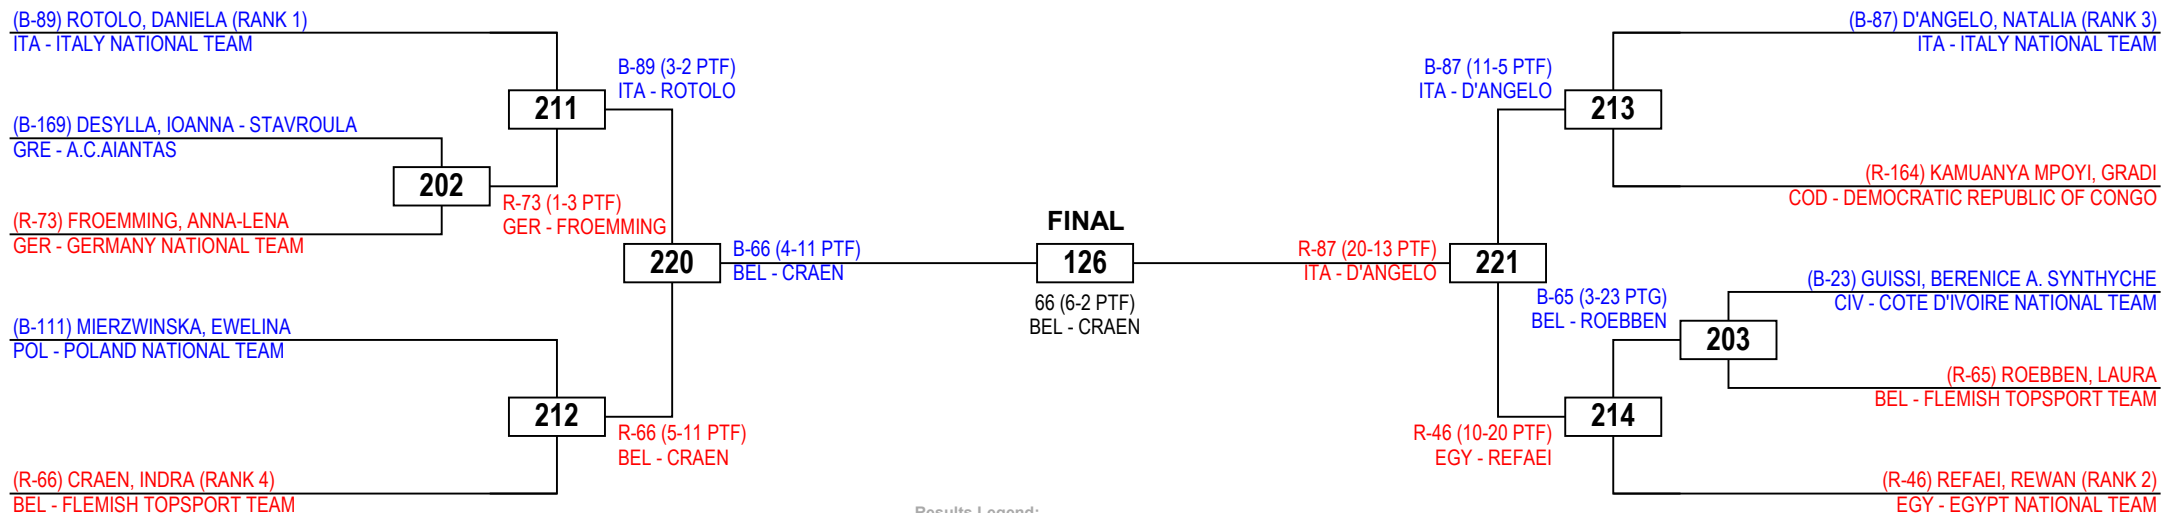 (B-89) ROTOLO, DANIELA (RANK 1)
ITA - ITALY NATIONAL TEAM
(B-169) DESYLLA, IOANNA - STAVROULA
GRE - A.C.AIANTAS
(R-73) FROEMMING, ANNA-LENA
GER - GERMANY NATIONAL TEAM
(B-111) MIERZWINSKA, EWELINA
POL - POLAND NATIONAL TEAM
(R-66) CRAEN, INDRA (RANK 4)
BEL - FLEMISH TOPSPORT TEAM
202
R-73 (1-3 PTF)
GER - FROEMMING
211
B-89 (3-2 PTF)
ITA - ROTOLO
212
R-66 (5-11 PTF)
BEL - CRAEN
220
B-66 (4-11 PTF)
BEL - CRAEN
FINAL
126
66 (6-2 PTF)
BEL - CRAEN
R-87 (20-13 PTF)
ITA - D'ANGELO
221
B-87 (11-5 PTF)
ITA - D'ANGELO
213
R-46 (10-20 PTF)
EGY - REFAEI
214
B-65 (3-23 PTG)
BEL - ROEBBEN
203
(B-87) D'ANGELO, NATALIA (RANK 3)
ITA - ITALY NATIONAL TEAM
(R-164) KAMUANYA MPOYI, GRADI
COD - DEMOCRATIC REPUBLIC OF CONGO
(B-23) GUISSI, BERENICE A. SYNTHYCHE
CIV - COTE D'IVOIRE NATIONAL TEAM
(R-65) ROEBBEN, LAURA
BEL - FLEMISH TOPSPORT TEAM
(R-46) REFAEI, REWAN (RANK 2)
EGY - EGYPT NATIONAL TEAM
Results Legend: